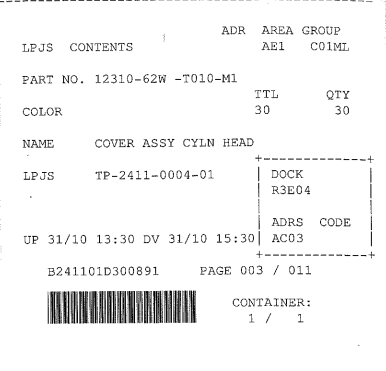 ADR AREA GROUP
LPJS CONTENTS AE1 C01ML
PART NO. 12310-62W -T010-M1
TTL QTY
COLOR 30 30
NAME COVER ASSY CYLN HEAD
LPJS TP-2411-0004-01
DOCK
R3E04
ADRS CODE
UP 31/10 13:30 DV 31/10 15:30 AC03
B241101D300891 PAGE 003 / 011
CONTAINER:
1 / 1